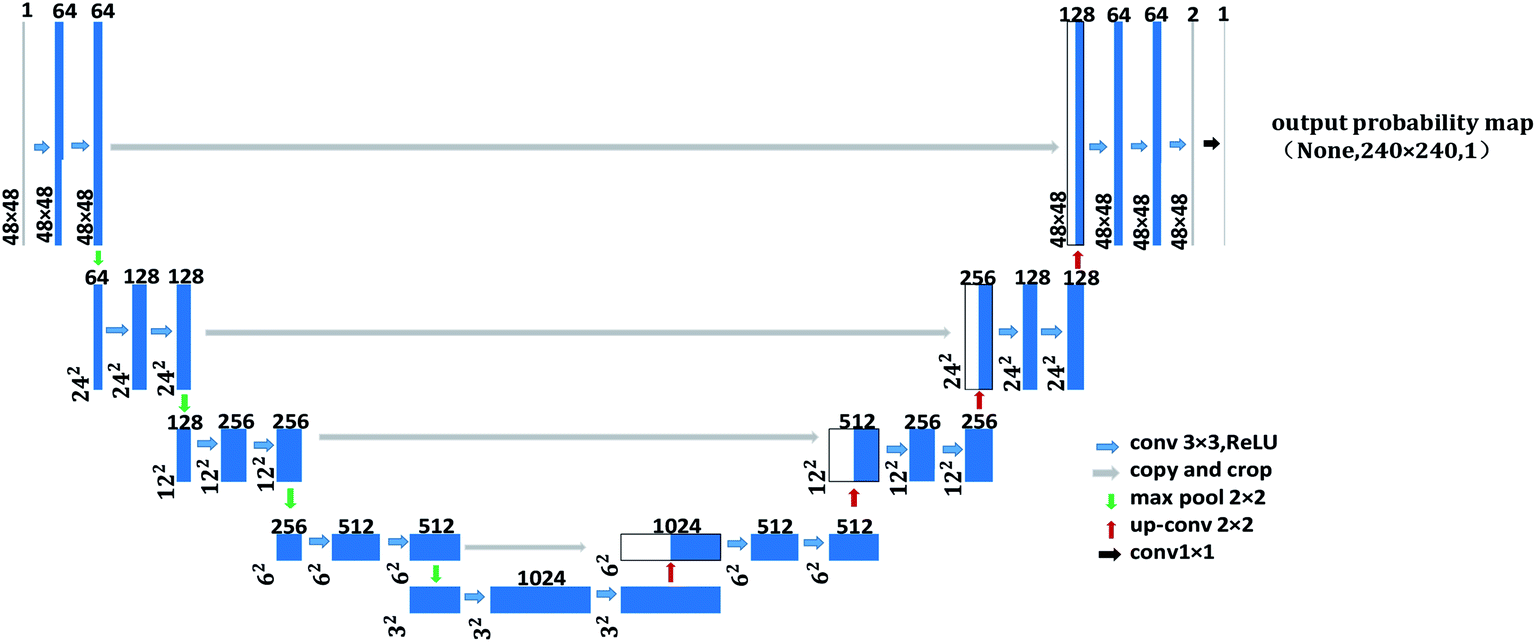 1 64 64
128 64 64 2 1
48×48 48×48 48×48
48×48 48×48 48×48 48×48
output probability map
（None,240×240,1）
64 128 128
256 128 128
24² 24² 24²
24² 24² 24²
128 256 256
512 256 256
12² 12² 12²
12² 12² 12²
conv 3×3,ReLU
copy and crop
max pool 2×2
up-conv 2×2
conv1×1
256 512 512
1024 512 512
6² 6² 6²
6² 6² 6²
1024
3² 3² 3²